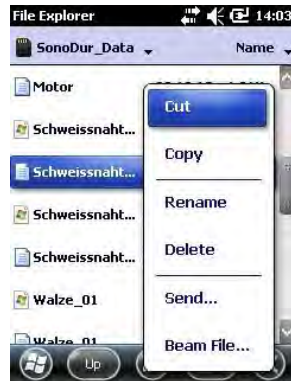 File Explorer 14:03
SonoDur_Data Name
Motor
Cut
Schweissnaht...
Copy
Schweissnaht...
Rename
Schweissnaht...
Delete
Schweissnaht...
Walze_01
Send...
Walze_01
Beam File...
Up